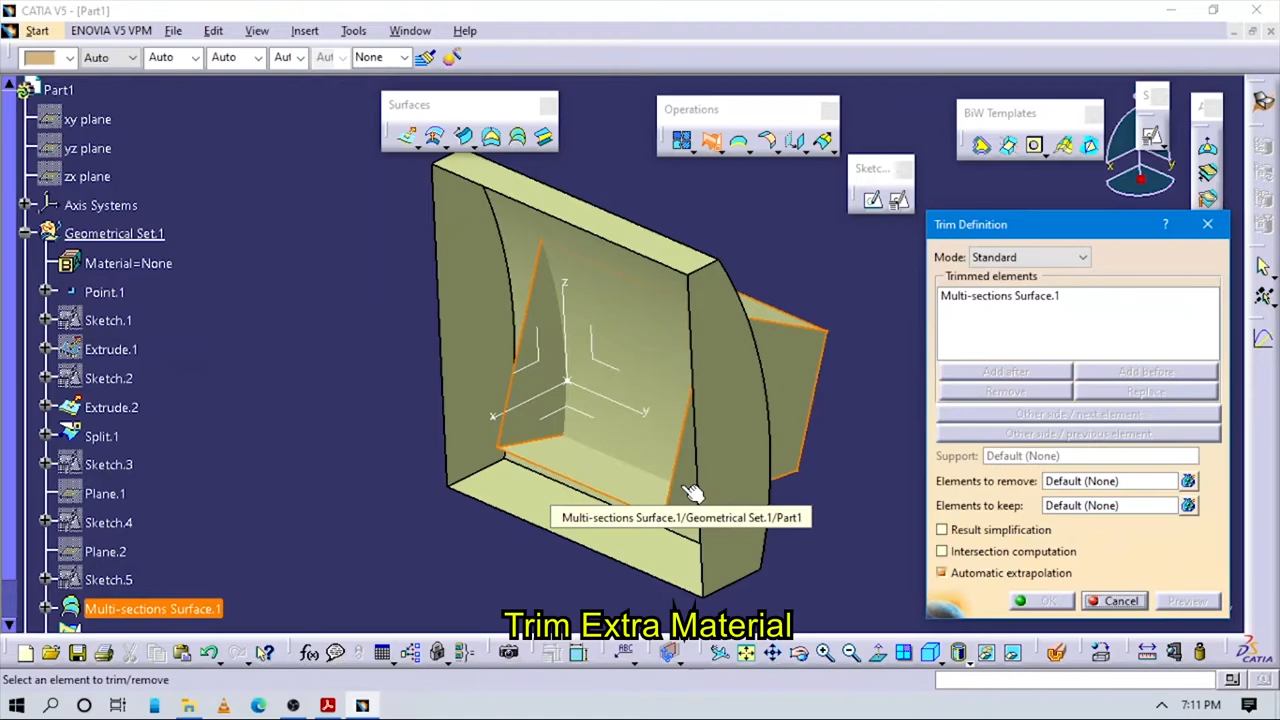 CATIA V5 - [Part1]
Start ENOVIA V5 VPM File Edit View Insert Tools Window Help
Auto Auto Auto Aut Aut None
Part1
xy plane
yz plane
zx plane
Axis Systems
Geometrical Set.1
Material=None
Point.1
Sketch.1
Extrude.1
Sketch.2
Extrude.2
Split.1
Sketch.3
Plane.1
Sketch.4
Plane.2
Sketch.5
Multi-sections Surface.1
Surfaces
Operations
Sketc...
BiW Templates
S
A
z
x
y
x
y
Trim Definition
? 
Mode: Standard
Trimmed elements
Multi-sections Surface.1
Add after Add before
Remove Replace
Other side / next element
Other side / previous element
Support: Default (None)
Elements to remove: Default (None)
Elements to keep: Default (None)
Result simplification
Intersection computation
Automatic extrapolation
OK Cancel Preview
Multi-sections Surface.1/Geometrical Set.1/Part1
Trim Extra Material
f(x)
ABC
DS CATIA
Select an element to trim/remove
7:11 PM